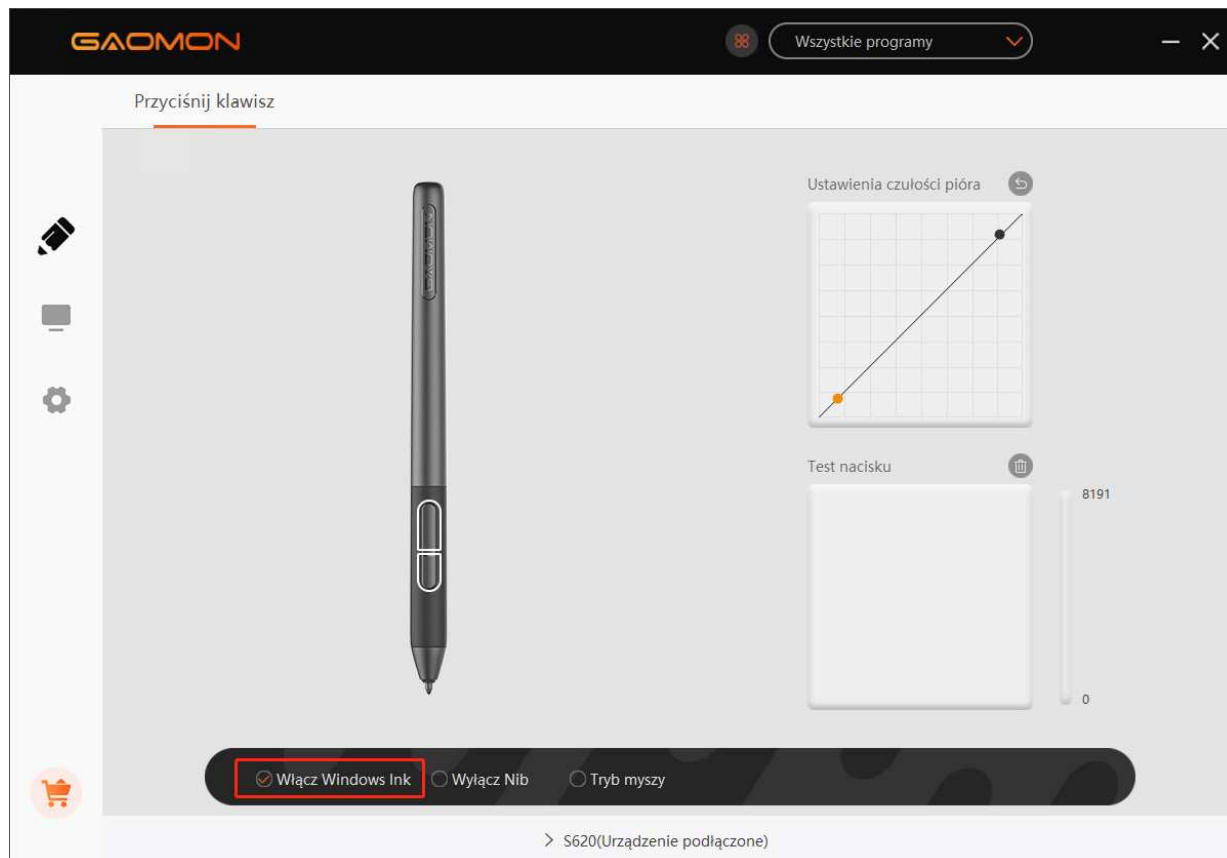 GAOMON
Wszystkie programy
Przyciśnij klawisz
GAOMON
Ustawienia czułości pióra
Test nacisku
8191
0
Włącz Windows Ink
Wyłącz Nib
Tryb myszy
S620(Urządzenie podłączone)